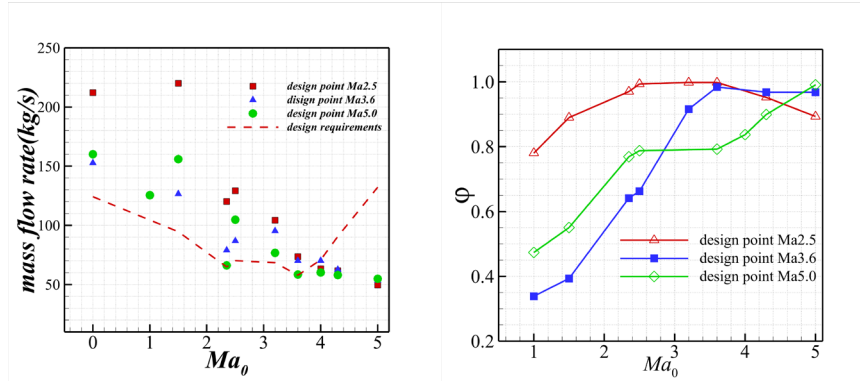 250
200
150
100
50
mass flow rate(kg/s)
design point Ma2.5
disign point Ma3.6
design point Ma5.0
design requirements
0
1
2
3
4
5
Ma0
1.0
0.8
0.6
0.4
0.2
φ
design point Ma2.5
design point Ma3.6
design point Ma5.0
1
2
3
4
5
Ma0